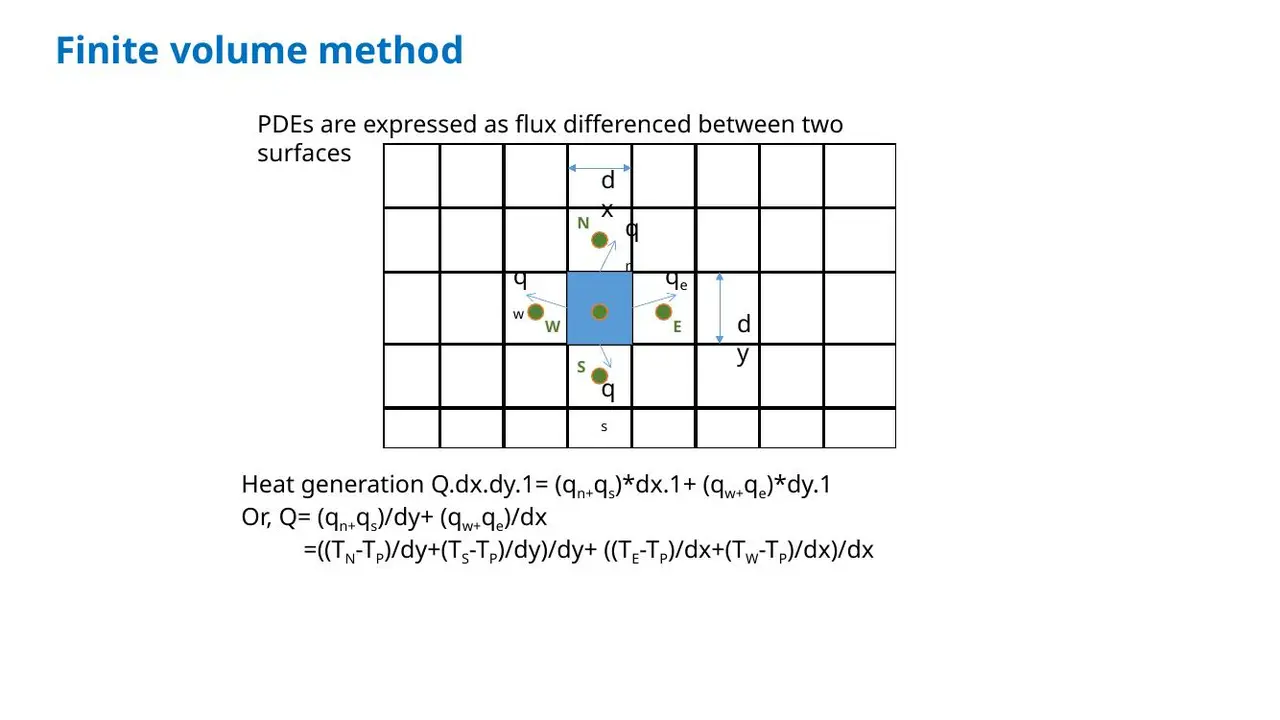 Finite volume method
PDEs are expressed as flux differenced between two
surfaces
d
x
N
q
n
q
w
W
qe
E
d
y
S
q
s
Heat generation Q.dx.dy.1= (qn+qs)*dx.1+ (qw+qe)*dy.1
Or, Q= (qn+qs)/dy+ (qw+qe)/dx
=((TN-TP)/dy+(TS-TP)/dy)/dy+ ((TE-TP)/dx+(TW-TP)/dx)/dx